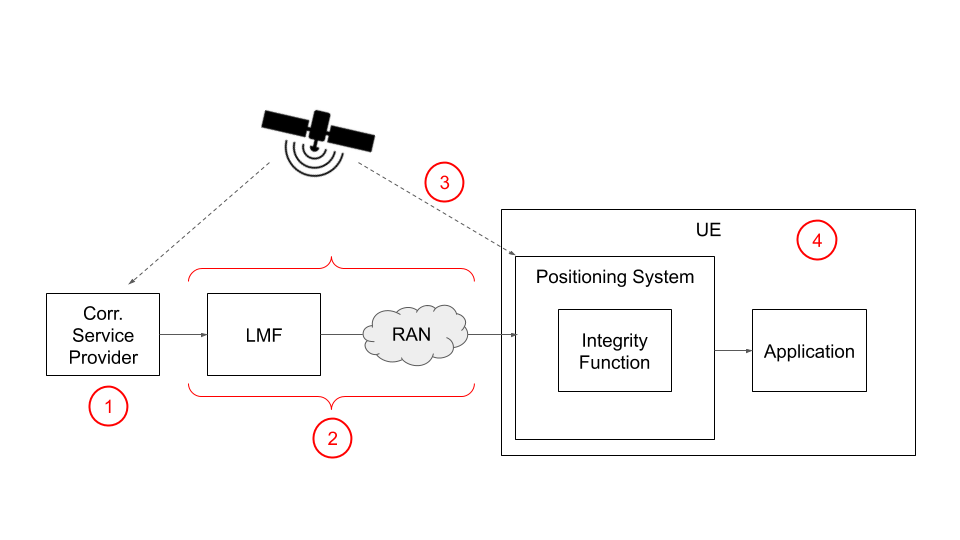 3
UE
4
Positioning System
Corr.
Service
Provider
LMF
RAN
Integrity
Function
Application
1
2